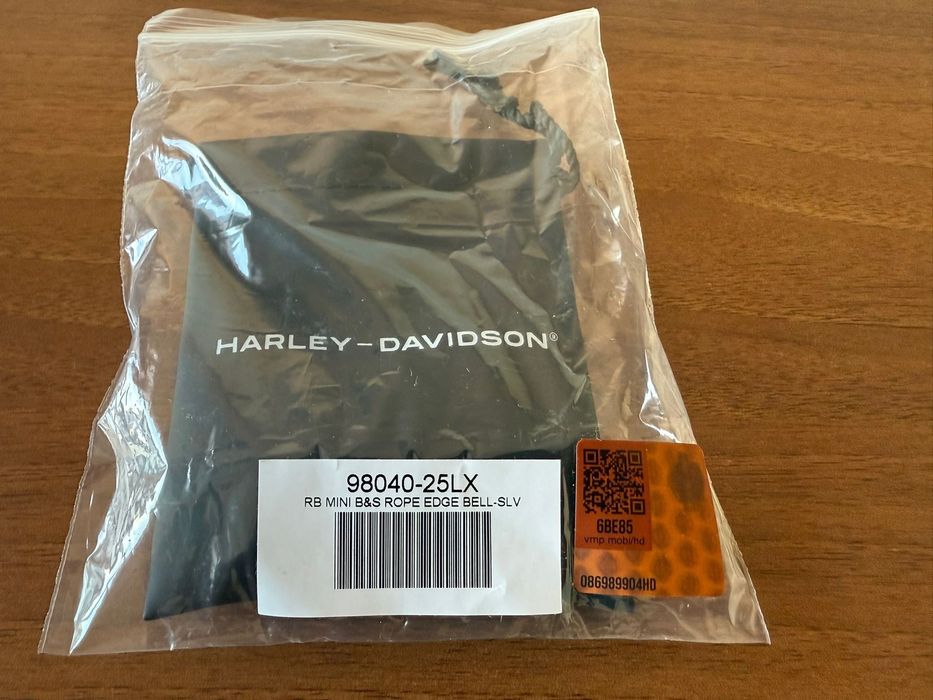 HARLEY-DAVIDSON®
98040-25LX
RB MINI B&S ROPE EDGE BELL-SLV
6BE85
vmp mobi/hd
086989904HD